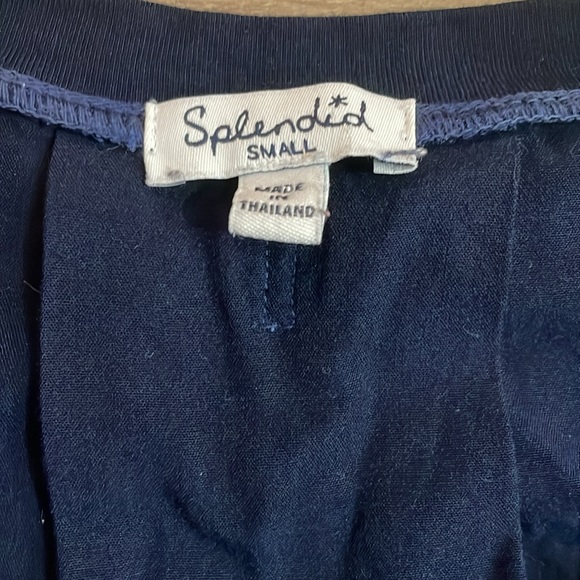 Splendid
SMALL
MADE
IN
THAILAND